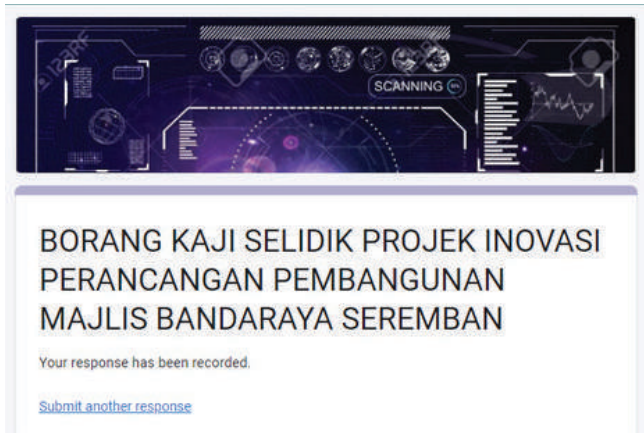 123RF
SCANNING
BORANG KAJI SELIDIK PROJEK INOVASI
PERANCANGAN PEMBANGUNAN
MAJLIS BANDARAYA SEREMBAN
Your response has been recorded.
Submit another response